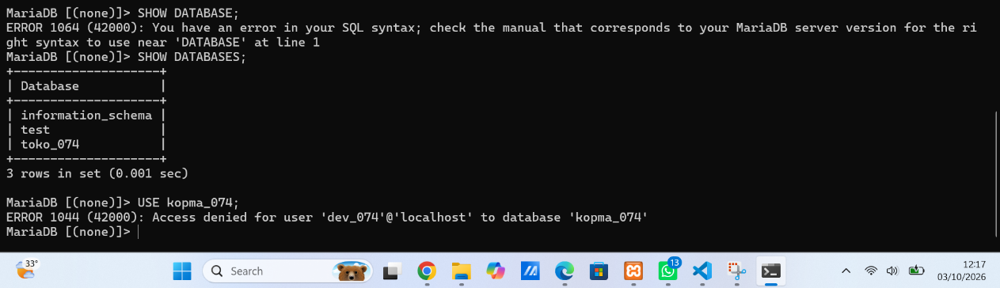 MariaDB [(none)]> SHOW DATABASE;
ERROR 1064 (42000): You have an error in your SQL syntax; check the manual that corresponds to your MariaDB server version for the ri
ght syntax to use near 'DATABASE' at line 1
MariaDB [(none)]> SHOW DATABASES;
+--------------------+
| Database           |
+--------------------+
| information_schema |
| test               |
| toko_074           |
+--------------------+
3 rows in set (0.001 sec)
MariaDB [(none)]> USE kopma_074;
ERROR 1044 (42000): Access denied for user 'dev_074'@'localhost' to database 'kopma_074'
MariaDB [(none)]>
33°
Search
13
12:17
03/10/2026